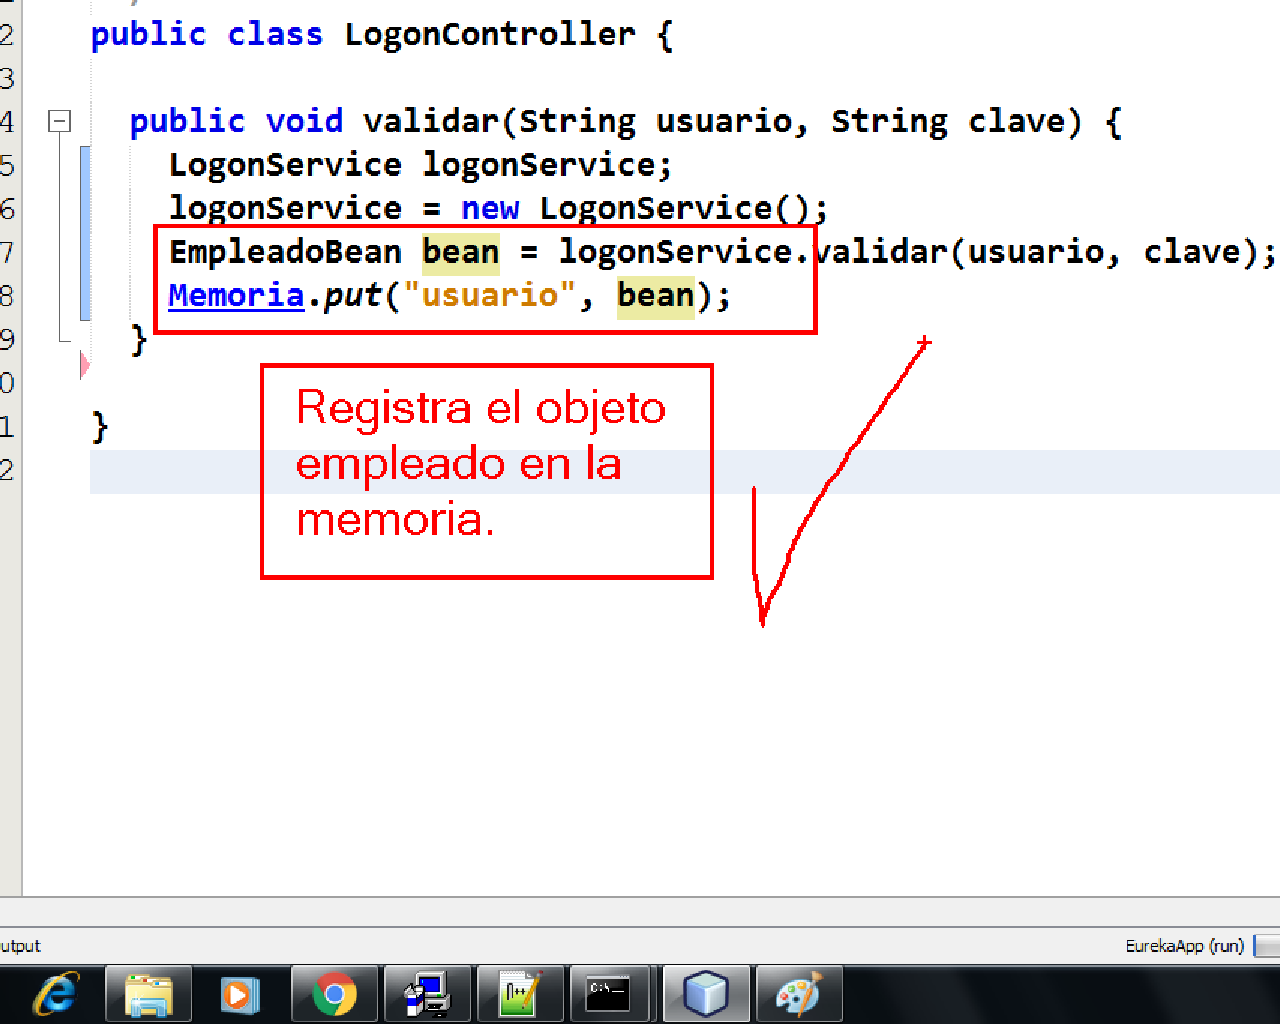 2 public class LogonController {
3
4 public void validar(String usuario, String clave) {
5 LogonService logonService;
6 logonService = new LogonService();
7 EmpleadoBean bean = logonService.validar(usuario, clave);
8 Memoria.put("usuario", bean);
9 }
0
1 }
2
Registra el objeto
empleado en la
memoria.
utput
EurekaApp (run)
C:\